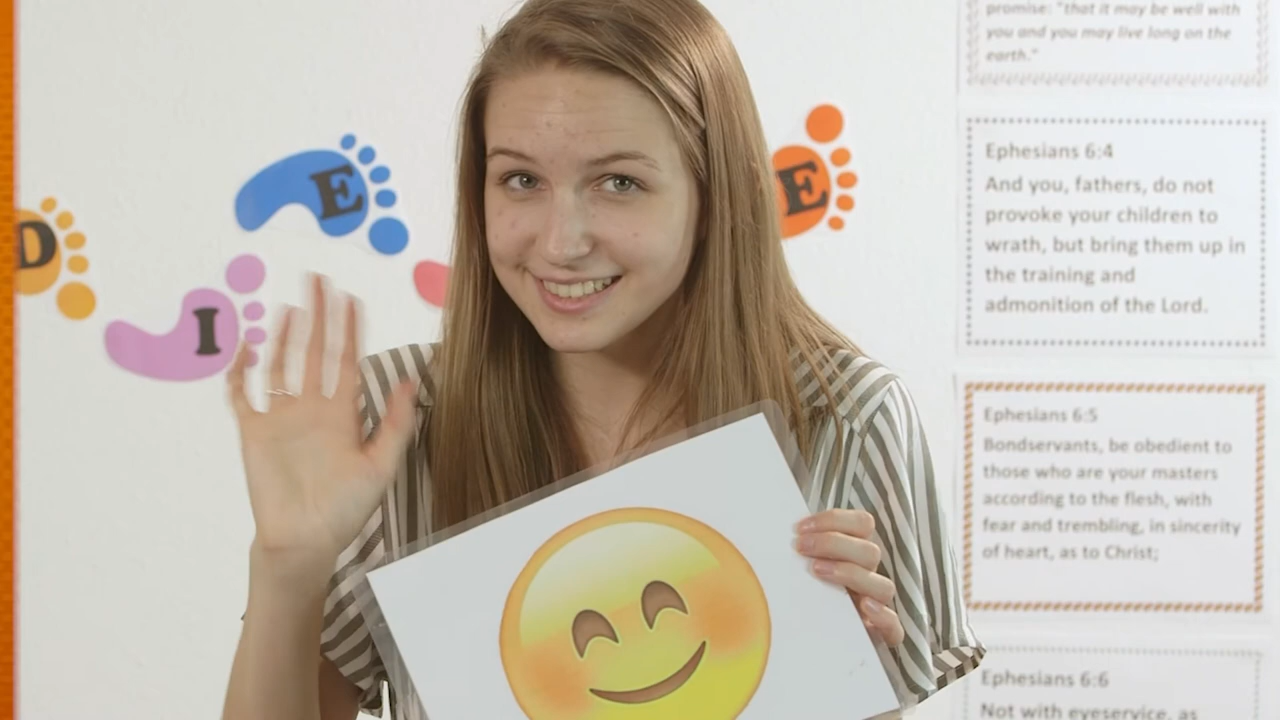 D
I
E
E
promise: "that it may be well with
you and you may live long on the
earth."
Ephesians 6:4
And you, fathers, do not
provoke your children to
wrath, but bring them up in
the training and
admonition of the Lord.
Ephesians 6:5
Bondservants, be obedient to
those who are your masters
according to the flesh, with
fear and trembling, in sincerity
of heart, as to Christ;
Ephesians 6:6
Not with eyeservice, as